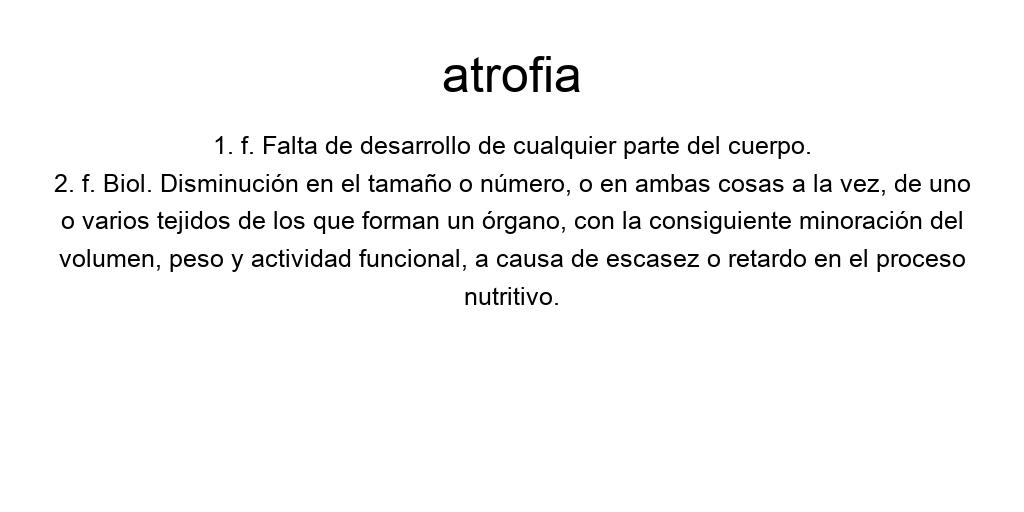 atrofia
1. f. Falta de desarrollo de cualquier parte del cuerpo.
2. f. Biol. Disminución en el tamaño o número, o en ambas cosas a la vez, de uno
o varios tejidos de los que forman un órgano, con la consiguiente minoración del
volumen, peso y actividad funcional, a causa de escasez o retardo en el proceso
nutritivo.